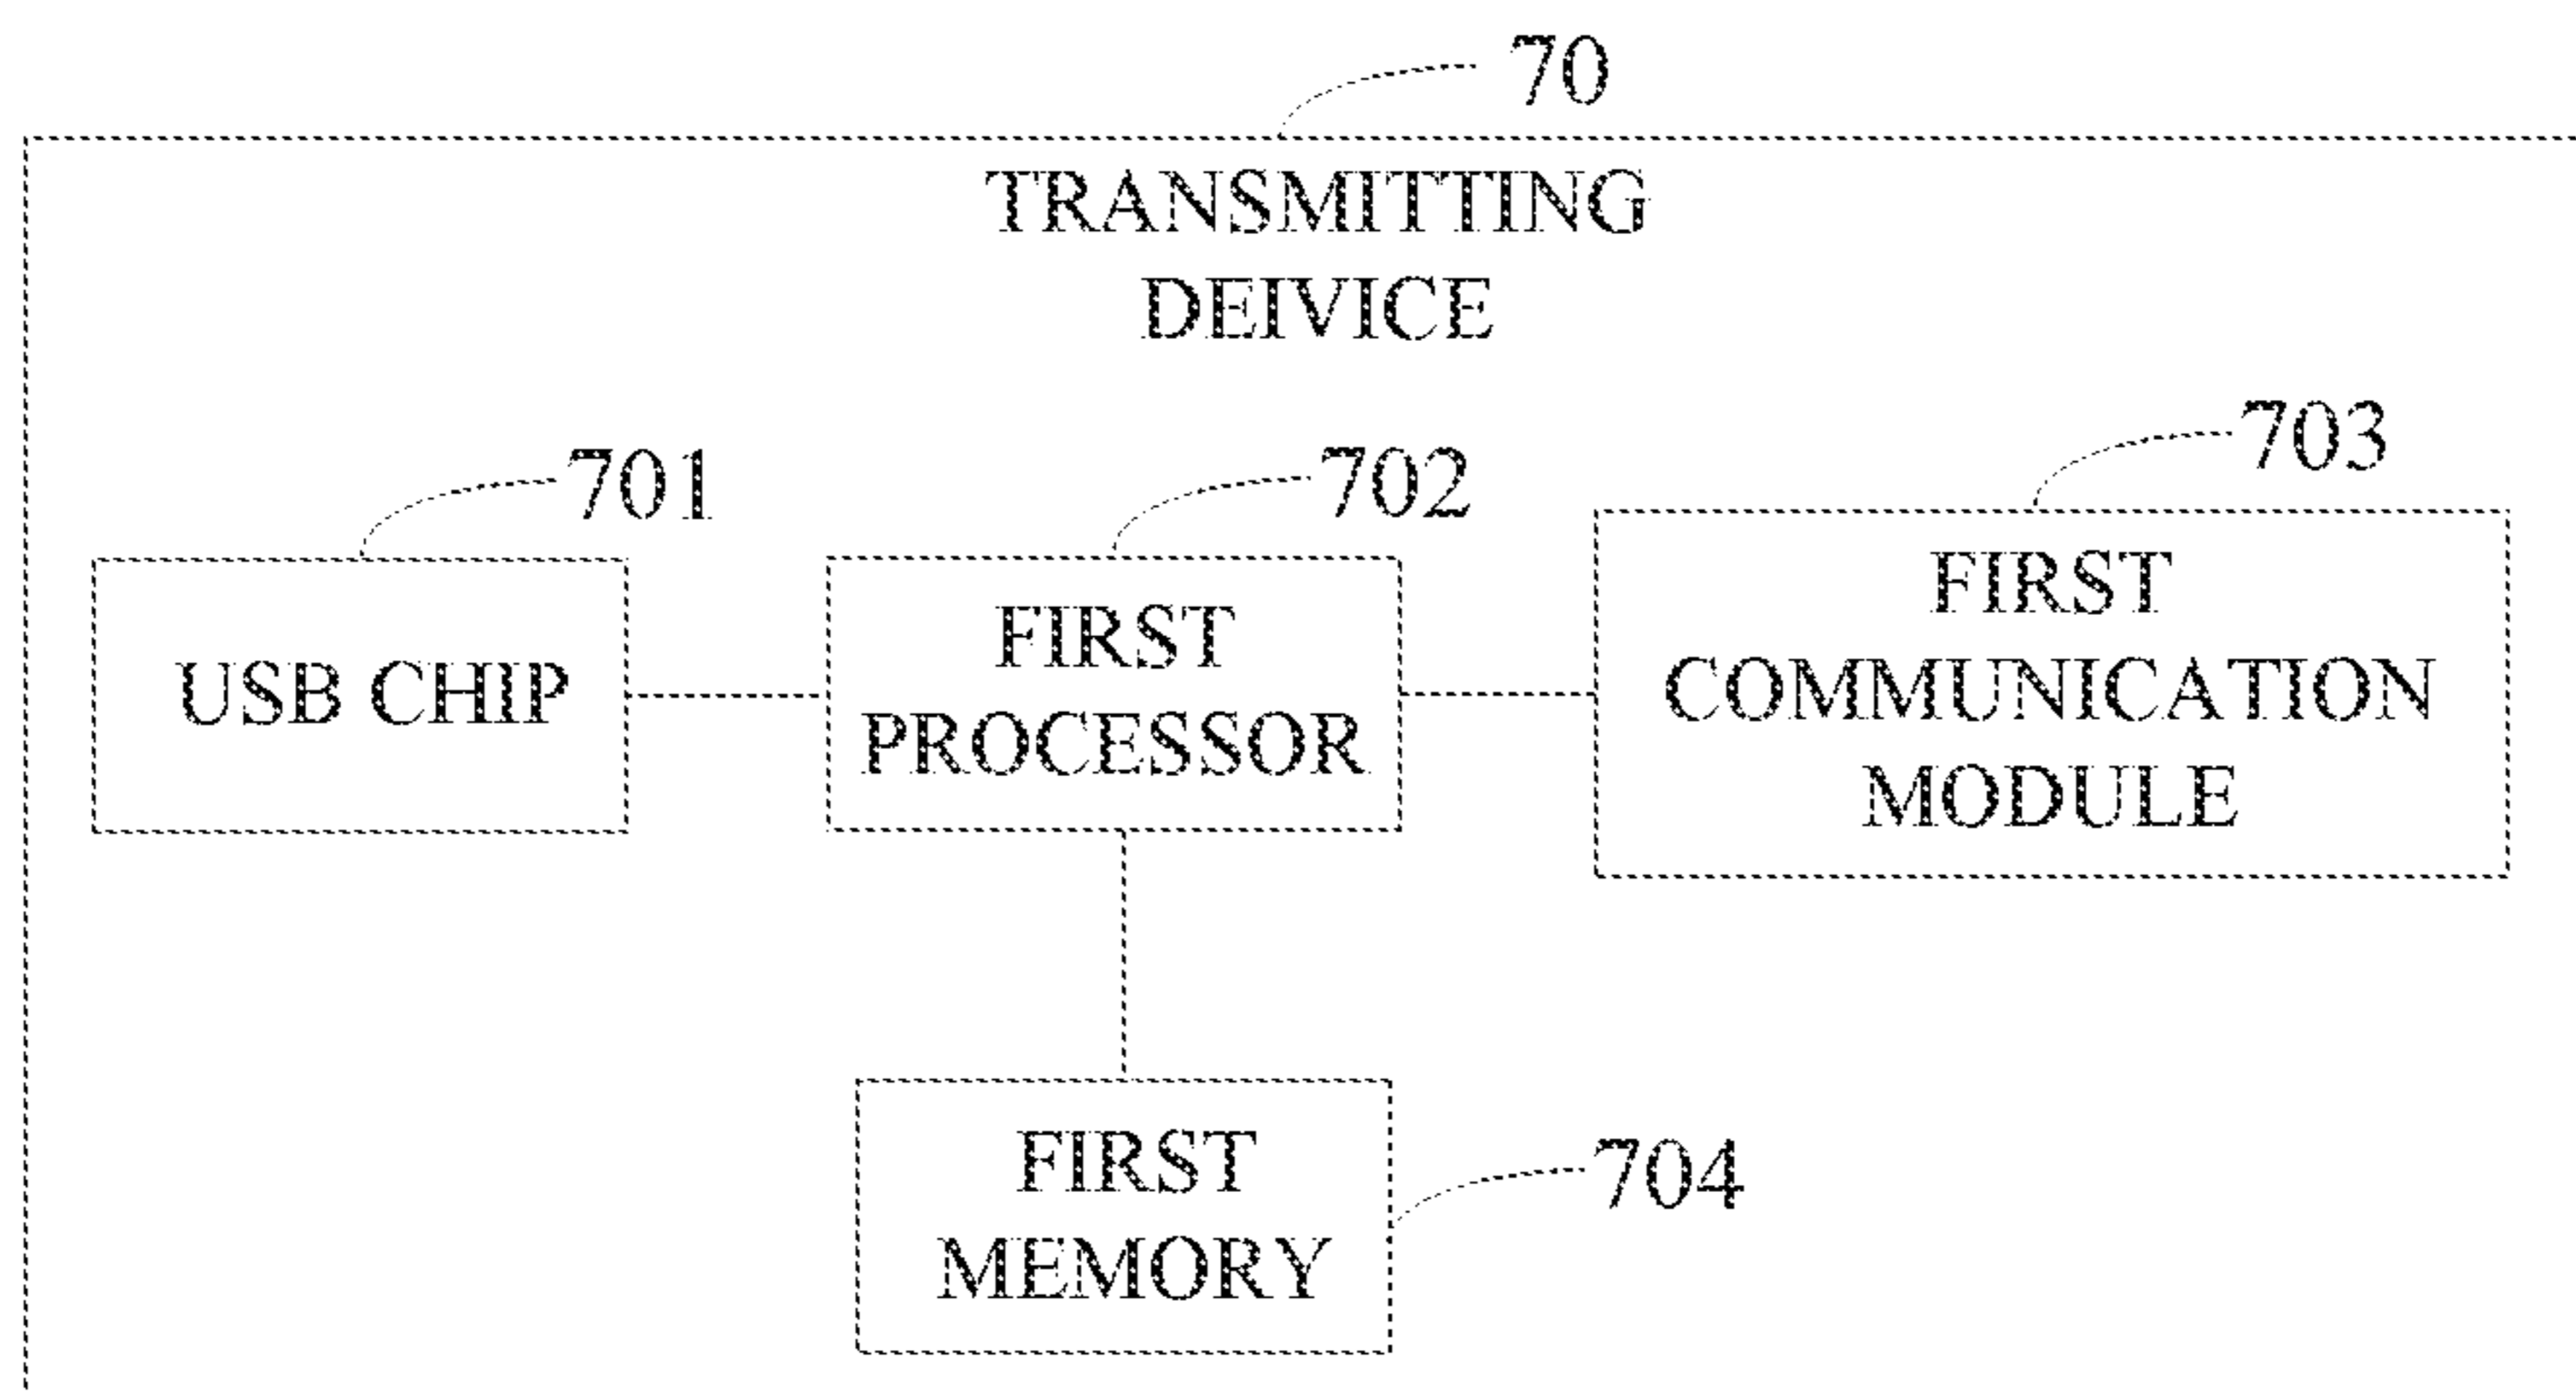 70
TRANSMITTING
DEIVICE
701
702
703
USB CHIP
FIRST
PROCESSOR
FIRST
COMMUNICATION
MODULE
FIRST
MEMORY
704